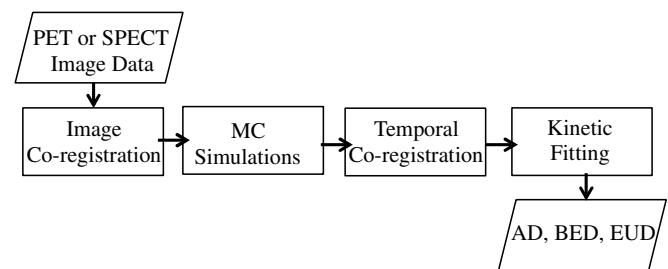 PET or SPECT
Image Data
Image
Co-registration
MC
Simulations
Temporal
Co-registration
Kinetic
Fitting
AD, BED, EUD